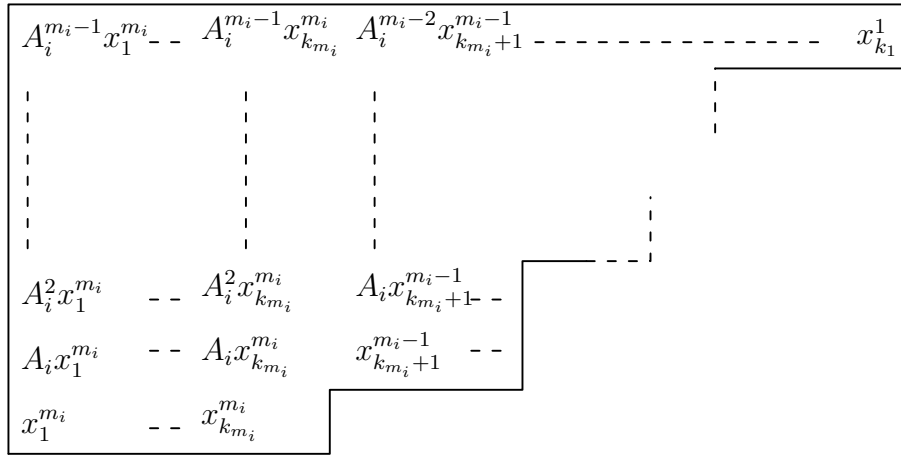 $A_i^{m_i-1}x_1^{m_i}$ -- $A_i^{m_i-1}x_{k_{m_i}}^{m_i}$ $A_i^{m_i-2}x_{k_{m_i}+1}^{m_i-1}$ ------------- $x_{k_1}^1$
$A_i^2x_1^{m_i}$ -- $A_i^2x_{k_{m_i}}^{m_i}$ $A_ix_{k_{m_i}+1}^{m_i-1}$ --
$A_ix_1^{m_i}$ -- $A_ix_{k_{m_i}}^{m_i}$ $x_{k_{m_i}+1}^{m_i-1}$ --
$x_1^{m_i}$ -- $x_{k_{m_i}}^{m_i}$